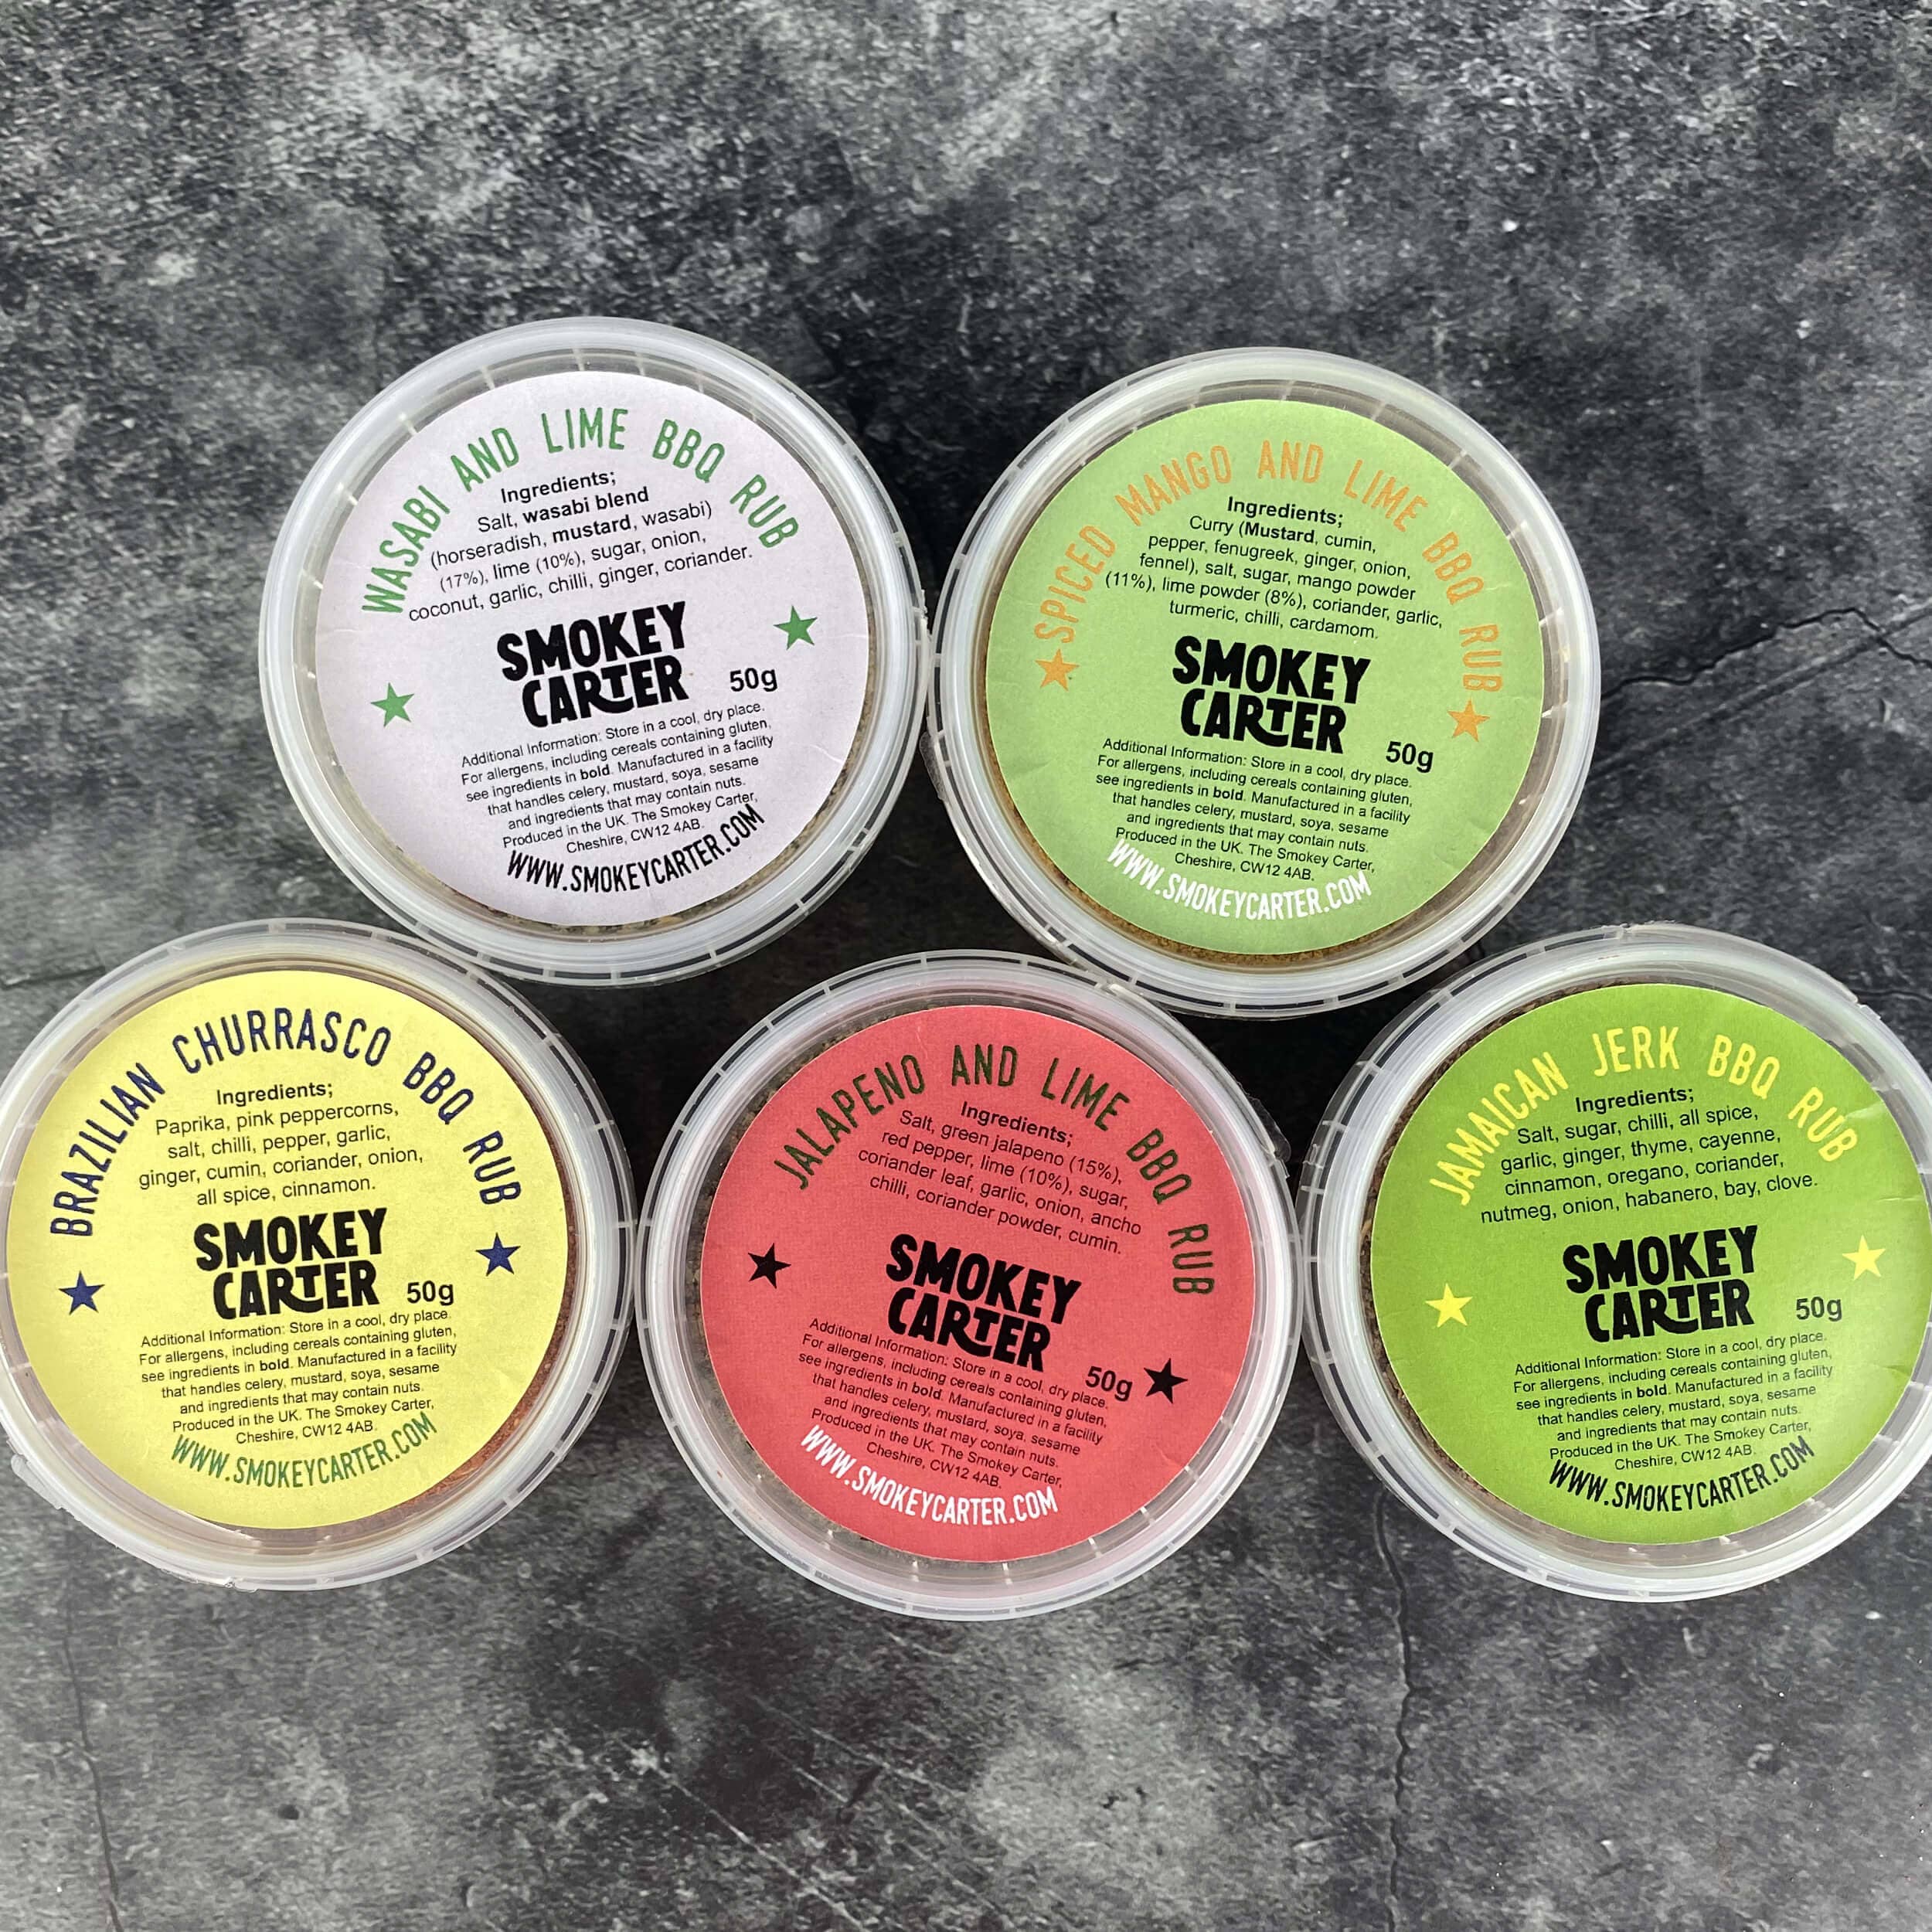 WASABI AND LIME BBQ RUB
Ingredients;
Salt, wasabi blend
(horseradish, mustard, wasabi)
(17%), lime (10%), sugar, onion,
coconut, garlic, chilli, ginger, coriander.
SMOKEY
CARTER
50g
Additional Information: Store in a cool, dry place.
For allergens, including cereals containing gluten,
see ingredients in bold. Manufactured in a facility
that handles celery, mustard, soya, sesame
and ingredients that may contain nuts.
Produced in the UK. The Smokey Carter,
Cheshire, CW12 4AB.
WWW.SMOKEYCARTER.COM
SPICED MANGO AND LIME BBQ RUB
Ingredients;
Curry (Mustard, cumin,
pepper, fenugreek, ginger, onion,
fennel), salt, sugar, mango powder
(11%), lime powder (8%), coriander, garlic,
turmeric, chilli, cardamom.
SMOKEY
CARTER
50g
Additional Information: Store in a cool, dry place.
For allergens, including cereals containing gluten,
see ingredients in bold. Manufactured in a facility
that handles celery, mustard, soya, sesame
and ingredients that may contain nuts.
Produced in the UK. The Smokey Carter,
Cheshire, CW12 4AB.
WWW.SMOKEYCARTER.COM
BRAZILIAN CHURRASCO BBQ RUB
Ingredients;
Paprika, pink peppercorns,
salt, chilli, pepper, garlic,
ginger, cumin, coriander, onion,
all spice, cinnamon.
SMOKEY
CARTER
50g
Additional Information: Store in a cool, dry place.
For allergens, including cereals containing gluten,
see ingredients in bold. Manufactured in a facility
that handles celery, mustard, soya, sesame
and ingredients that may contain nuts.
Produced in the UK. The Smokey Carter,
Cheshire, CW12 4AB.
WWW.SMOKEYCARTER.COM
JALAPENO AND LIME BBQ RUB
Ingredients;
Salt, green jalapeno (15%),
red pepper, lime (10%), sugar,
coriander leaf, garlic, onion, ancho
chilli, coriander powder, cumin.
SMOKEY
CARTER
50g
Additional Information: Store in a cool, dry place.
For allergens, including cereals containing gluten,
see ingredients in bold. Manufactured in a facility
that handles celery, mustard, soya, sesame
and ingredients that may contain nuts.
Produced in the UK. The Smokey Carter,
Cheshire, CW12 4AB.
WWW.SMOKEYCARTER.COM
JAMAICAN JERK BBQ RUB
Ingredients;
Salt, sugar, chilli, all spice,
garlic, ginger, thyme, cayenne,
cinnamon, oregano, coriander,
nutmeg, onion, habanero, bay, clove.
SMOKEY
CARTER
50g
Additional Information: Store in a cool, dry place.
For allergens, including cereals containing gluten,
see ingredients in bold. Manufactured in a facility
that handles celery, mustard, soya, sesame
and ingredients that may contain nuts.
Produced in the UK. The Smokey Carter,
Cheshire, CW12 4AB.
WWW.SMOKEYCARTER.COM